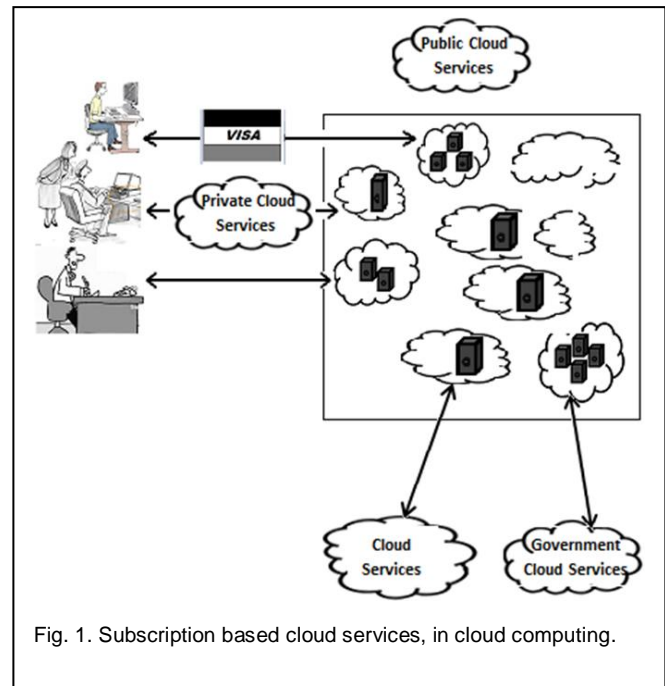 Public Cloud
Services
VISA
Private Cloud
Services
Cloud
Services
Government
Cloud Services
Fig. 1. Subscription based cloud services, in cloud computing.